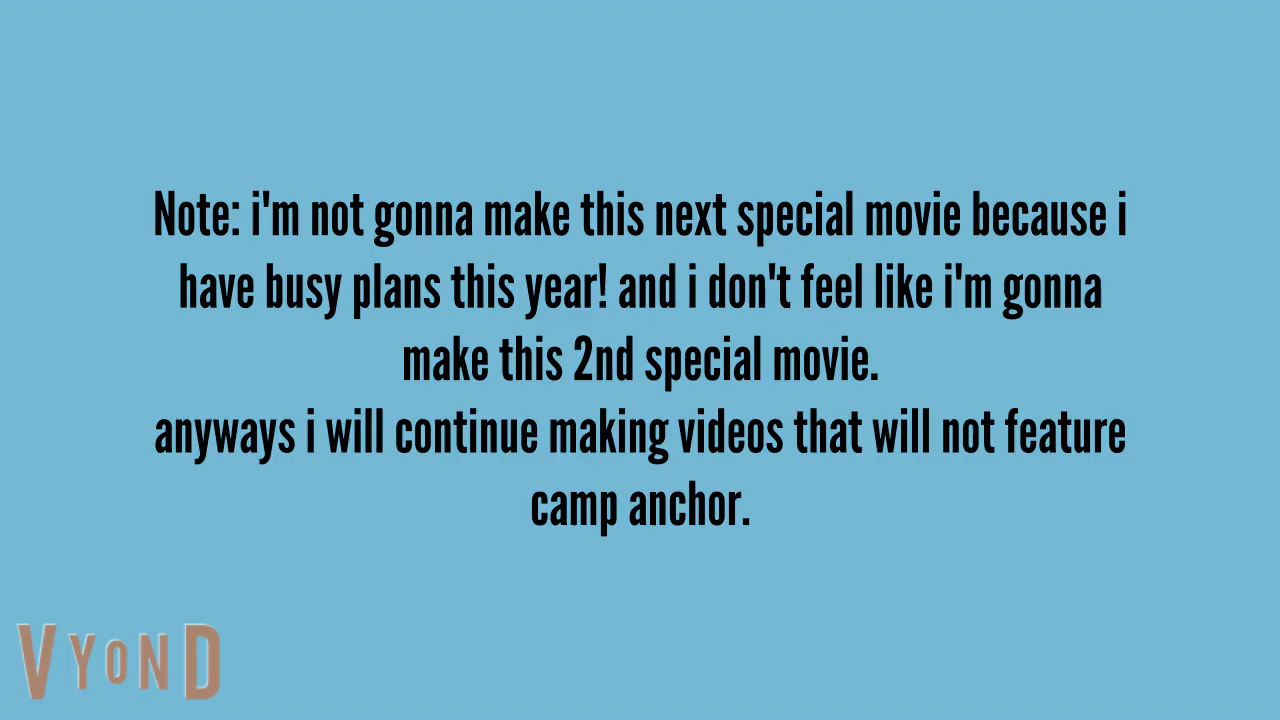 Note: i'm not gonna make this next special movie because i
have busy plans this year! and i don't feel like i'm gonna
make this 2nd special movie.
anyways i will continue making videos that will not feature
camp anchor.
VYOND